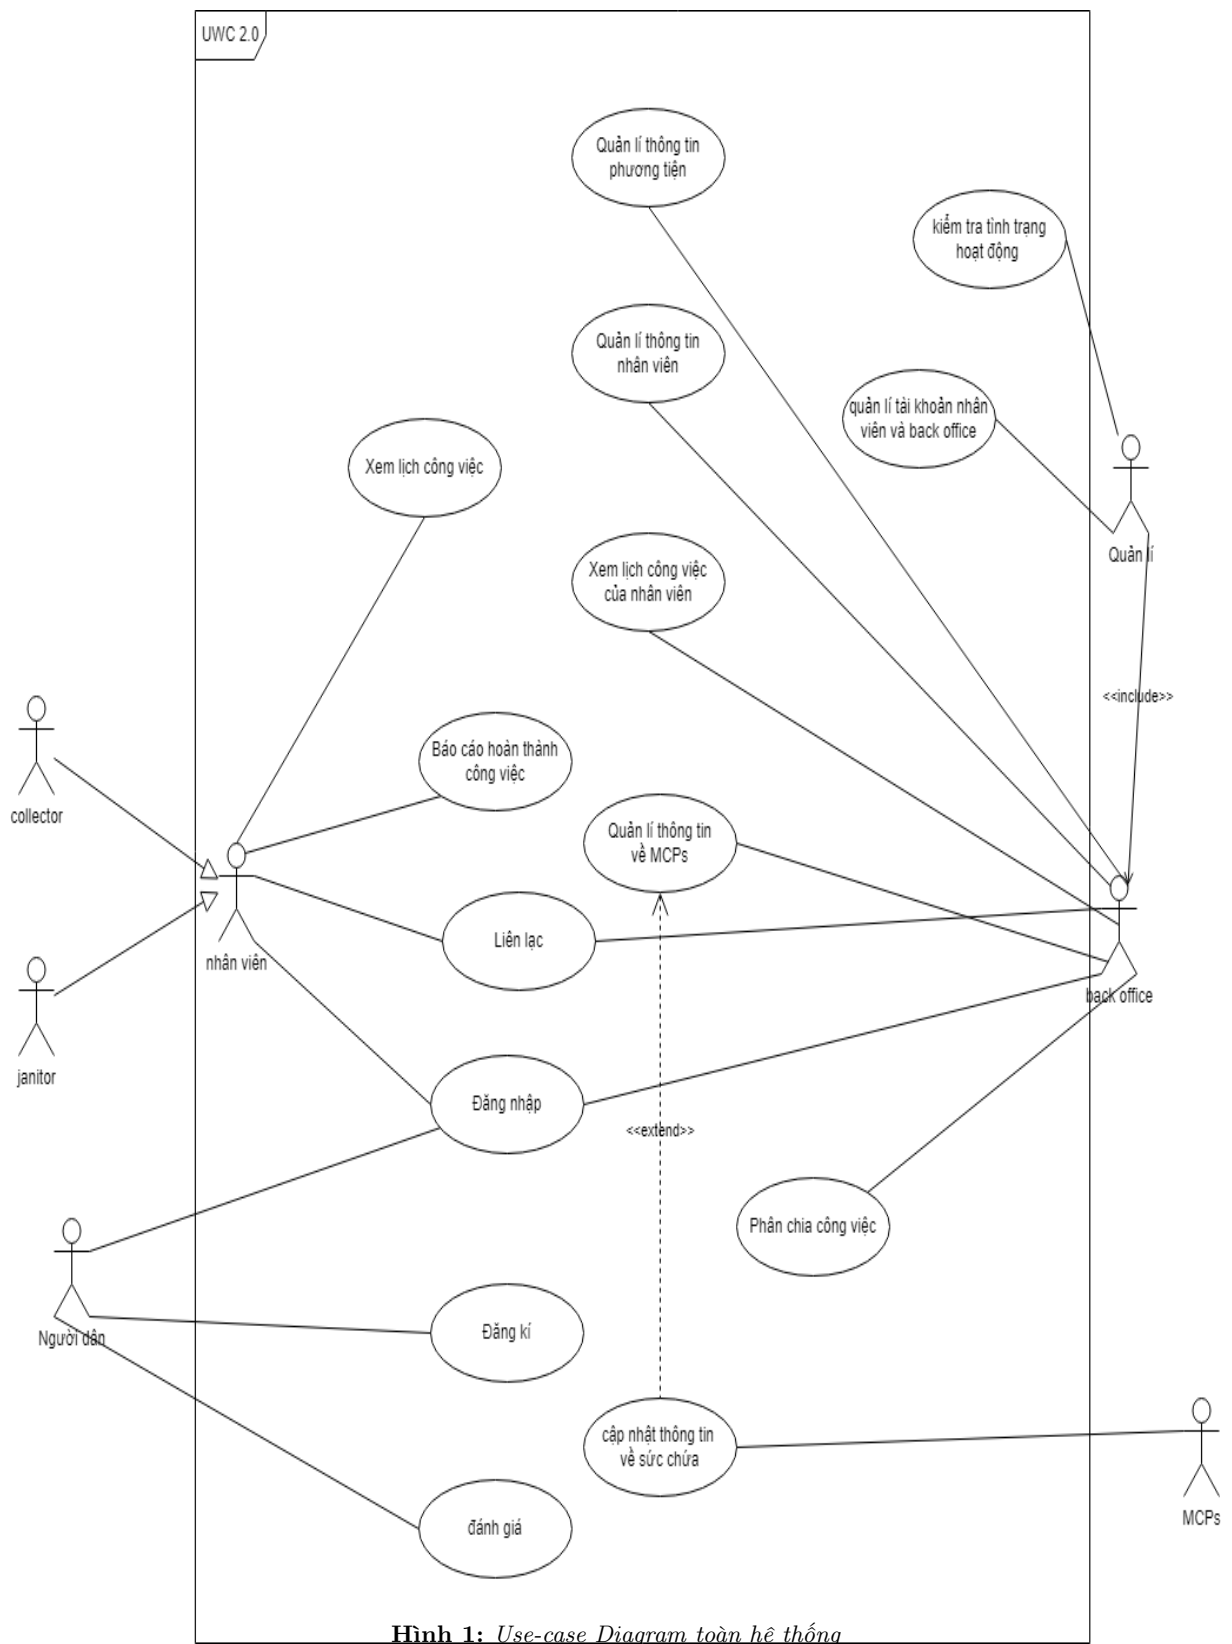 UWC 2.0
Quản lí thông tin
phương tiện
kiểm tra tình trạng
hoạt động
Quản lí thông tin
nhân viên
quản lí tài khoản nhân
viên và back office
Xem lịch công việc
Quản lí
Xem lịch công việc
của nhân viên
<<include>>
Báo cáo hoàn thành
công việc
collector
Quản lí thông tin
về MCPs
Liên lạc
nhân viên
back office
janitor
Đăng nhập
<<extend>>
Phân chia công việc
Người dân
Đăng kí
cập nhật thông tin
về sức chứa
MCPs
đánh giá
Hình 1: Use-case Diagram toàn hệ thống